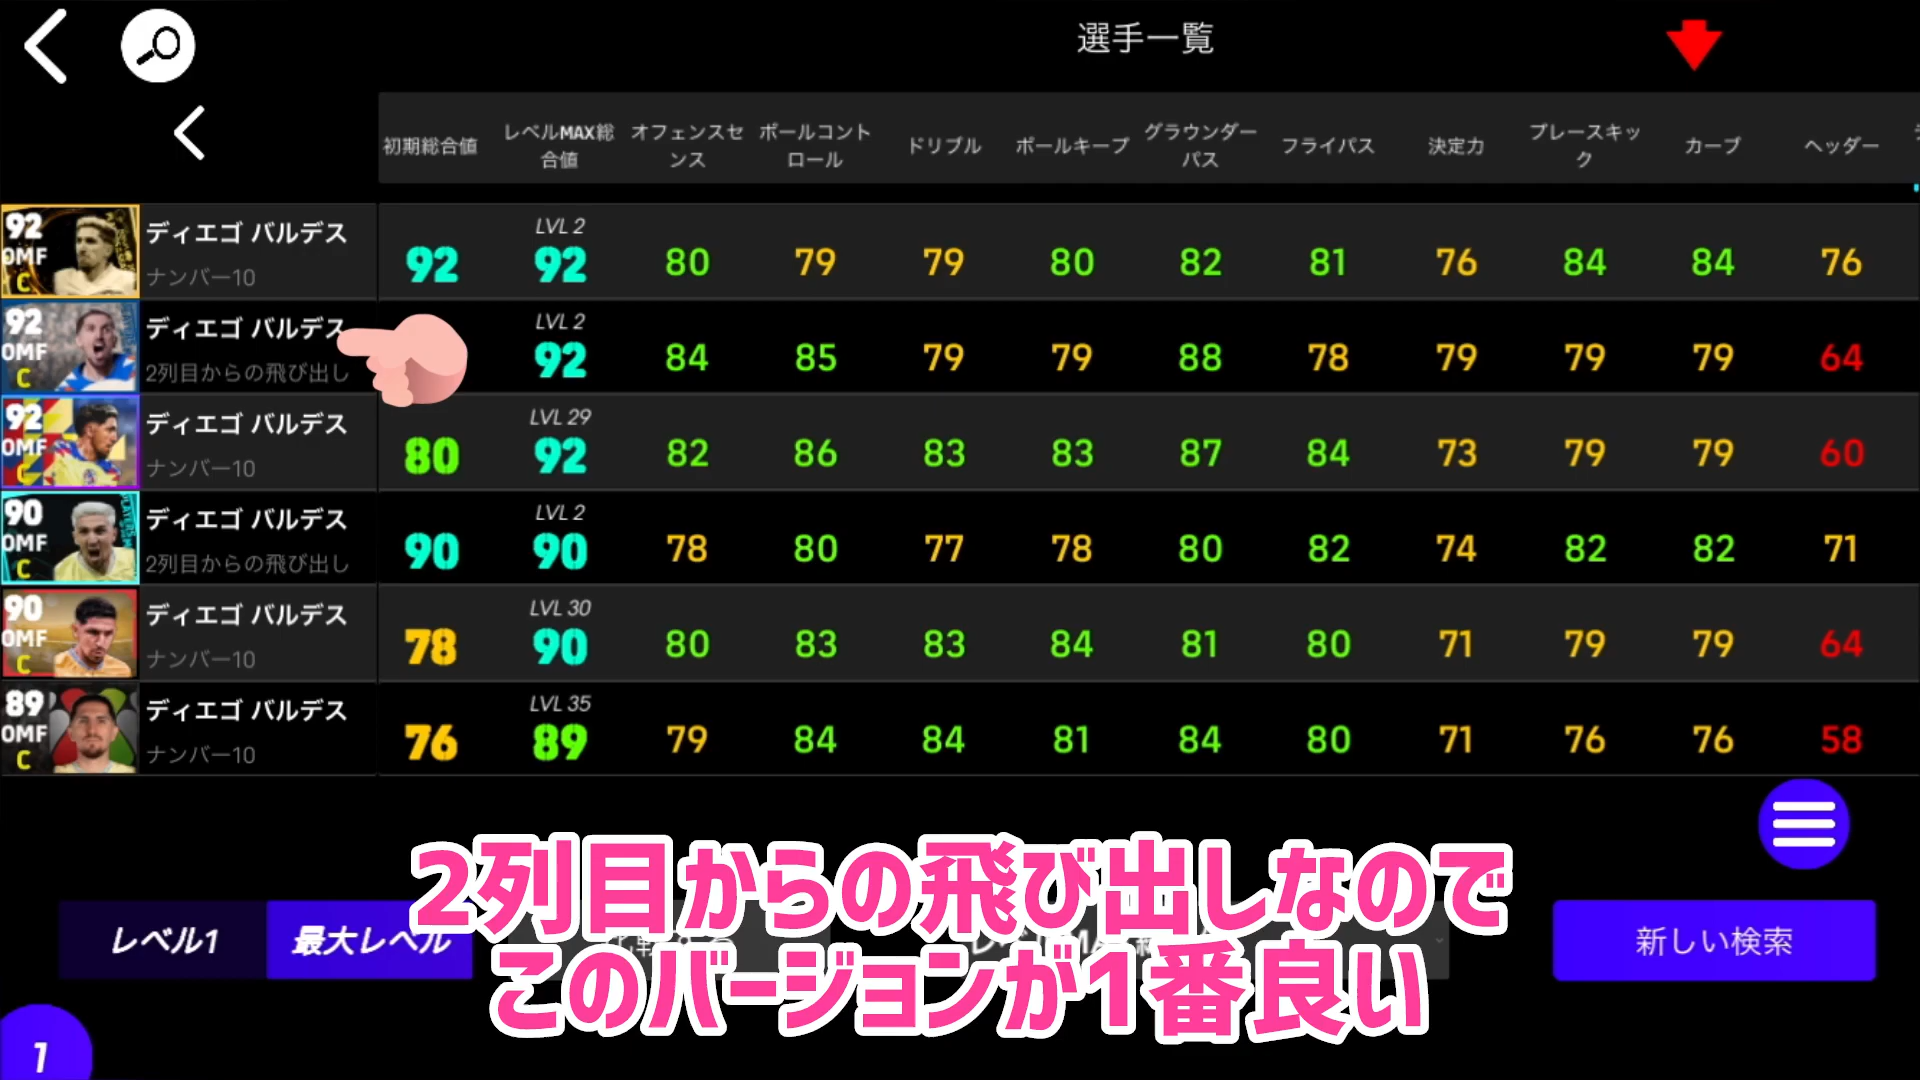 選手一覧
初期総合値 レベルMAX総合値 オフェンスセンス ボールコントロール ドリブル ボールキープ グラウンダーパス フライパス 決定力 プレースキック カーブ ヘッダー
92 OMF C ディエゴ バルデス ナンバー10 92 LVL 2 92 80 79 79 80 82 81 76 84 84 76
92 OMF C ディエゴ バルデス 2列目からの飛び出し LVL 2 92 84 85 79 79 88 78 79 79 79 64
92 OMF C ディエゴ バルデス ナンバー10 80 LVL 29 92 82 86 83 83 87 84 73 79 79 60
90 OMF C ディエゴ バルデス 2列目からの飛び出し 90 LVL 2 90 78 80 77 78 80 82 74 82 82 71
90 OMF C ディエゴ バルデス ナンバー10 78 LVL 30 90 80 83 83 84 81 80 71 79 79 64
89 OMF C ディエゴ バルデス ナンバー10 76 LVL 35 89 79 84 84 81 84 80 71 76 76 58
2列目からの飛び出しなので
このバージョンが1番良い
レベル1 最大レベル 新しい検索
1